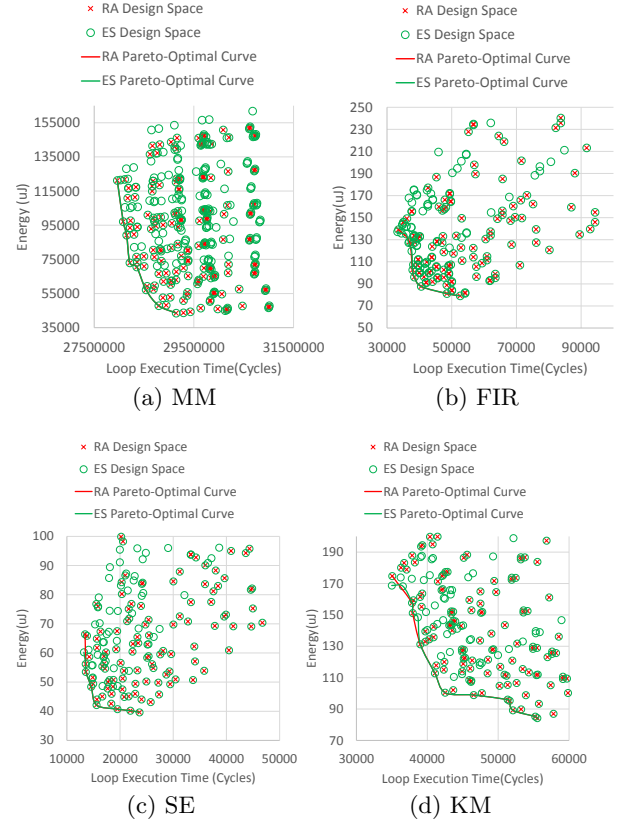 RA Design Space
ES Design Space
RA Pareto-Optimal Curve
ES Pareto-Optimal Curve
155000
135000
115000
95000
75000
55000
35000
Energy (uJ)
27500000 29500000 31500000
Loop Execution Time(Cycles)
(a) MM
RA Design Space
ES Design Space
RA Pareto-Optimal Curve
ES Pareto-Optimal Curve
250
230
210
190
170
150
130
110
90
70
50
Energy (uJ)
30000 50000 70000 90000
Loop Execution Time(Cycles)
(b) FIR
RA Design Space
ES Design Space
RA Pareto-Optimal Curve
ES Pareto-Optimal Curve
100
90
80
70
60
50
40
30
Energy(uJ)
10000 20000 30000 40000 50000
Loop Execution Time (Cycles)
(c) SE
RA Design Space
ES Design Space
RA Pareto-Optimal Curve
ES Pareto-Optimal Curve
190
170
150
130
110
90
70
Energy(uJ)
30000 40000 50000 60000
Loop Execution Time(Cycles)
(d) KM